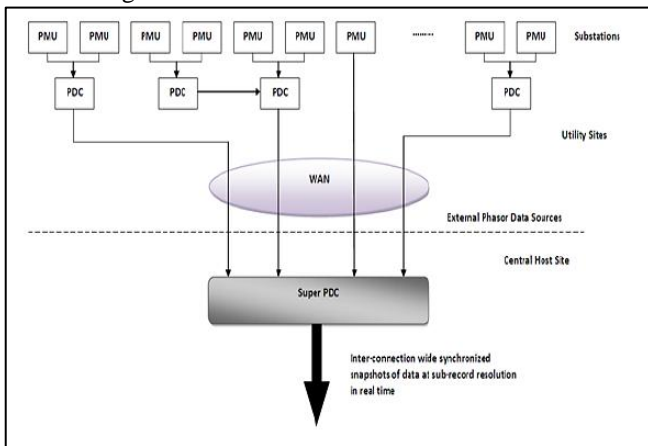 PMU PMU PMU PMU PMU PMU PMU ......... PMU PMU Substations
PDC PDC PDC PDC
Utility Sites
WAN
External Phasor Data Sources
Central Host Site
Super PDC
Inter-connection wide synchronized
snapshots of data at sub-record resolution
in real time